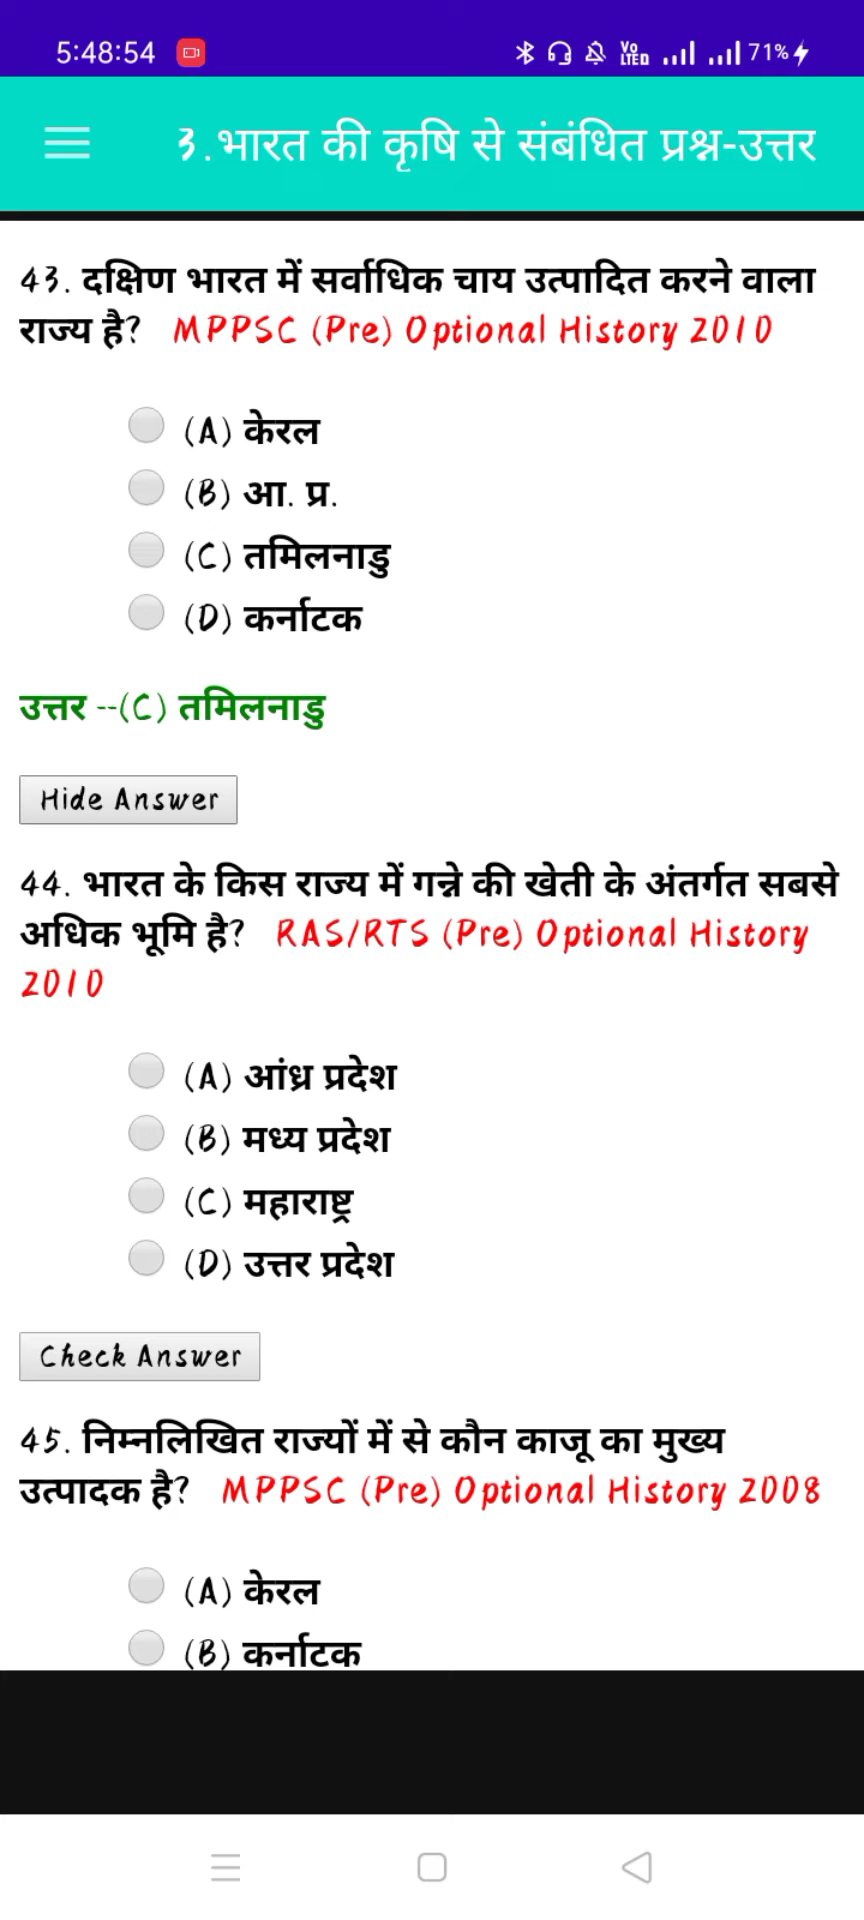 5:48:54 VO LTED 71%
3.भारत की कृषि से संबंधित प्रश्न-उत्तर
43. दक्षिण भारत में सर्वाधिक चाय उत्पादित करने वाला
राज्य है? MPPSC (Pre) Optional History 2010
(A) केरल
(B) आ. प्र.
(C) तमिलनाडु
(D) कर्नाटक
उत्तर --(C) तमिलनाडु
Hide Answer
44. भारत के किस राज्य में गन्ने की खेती के अंतर्गत सबसे
अधिक भूमि है? RAS/RTS (Pre) Optional History
2010
(A) आंध्र प्रदेश
(B) मध्य प्रदेश
(C) महाराष्ट्र
(D) उत्तर प्रदेश
Check Answer
45. निम्नलिखित राज्यों में से कौन काजू का मुख्य
उत्पादक है? MPPSC (Pre) Optional History 2008
(A) केरल
(B) कर्नाटक